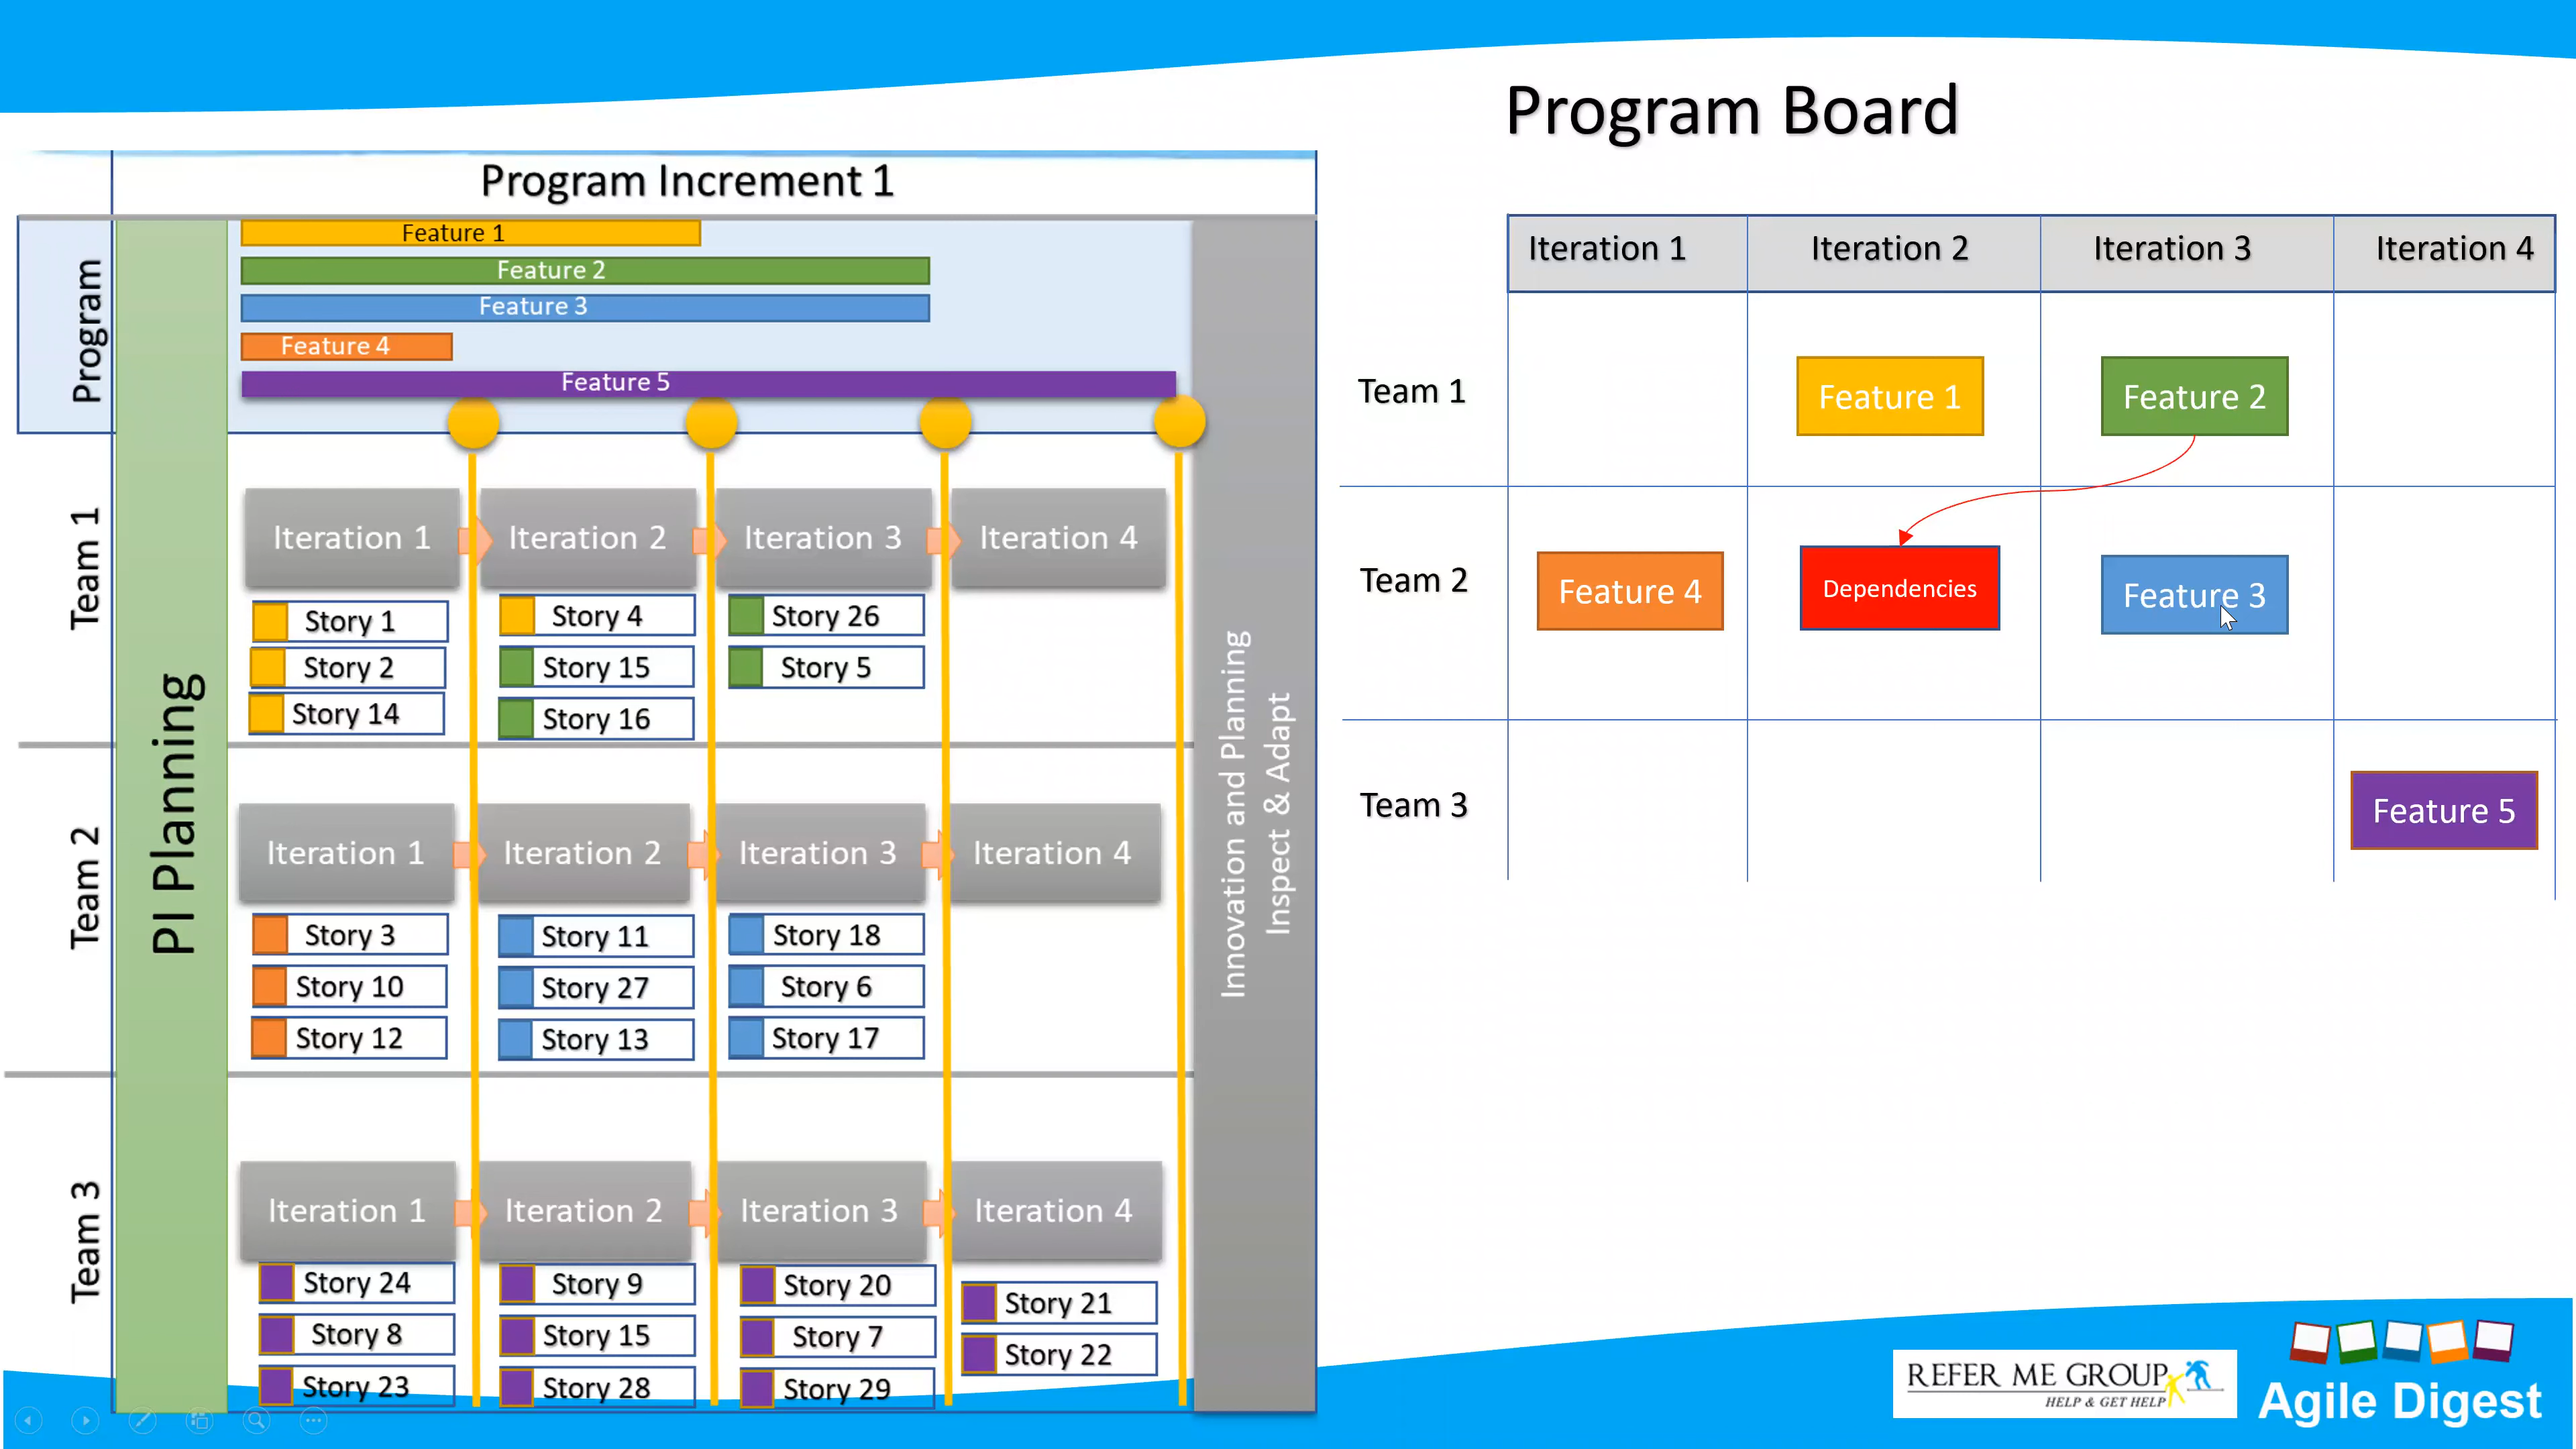 Program Board
Program Increment 1
Program
Feature 1
Feature 2
Feature 3
Feature 4
Feature 5
PI Planning
Team 1
Iteration 1
Iteration 2
Iteration 3
Iteration 4
Story 1
Story 4
Story 26
Story 2
Story 15
Story 5
Story 14
Story 16
Team 2
Iteration 1
Iteration 2
Iteration 3
Iteration 4
Story 3
Story 11
Story 18
Story 10
Story 27
Story 6
Story 12
Story 13
Story 17
Team 3
Iteration 1
Iteration 2
Iteration 3
Iteration 4
Story 24
Story 9
Story 20
Story 21
Story 8
Story 15
Story 7
Story 22
Story 23
Story 28
Story 29
Innovation and Planning
Inspect & Adapt
Iteration 1
Iteration 2
Iteration 3
Iteration 4
Team 1
Feature 1
Feature 2
Team 2
Feature 4
Dependencies
Feature 3
Team 3
Feature 5
REFER ME GROUP
HELP & GET HELP
Agile Digest